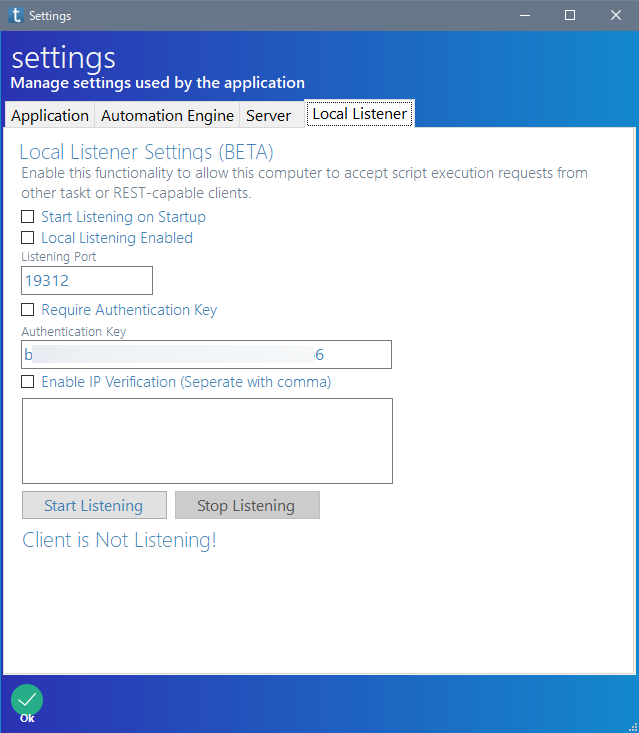 Settings
settings
Manage settings used by the application
Application Automation Engine Server Local Listener
Local Listener Settings (BETA)
Enable this functionality to allow this computer to accept script execution requests from
other taskt or REST-capable clients.
Start Listening on Startup
Local Listening Enabled
Listening Port
19312
Require Authentication Key
Authentication Key
Enable IP Verification (Seperate with comma)
Start Listening Stop Listening
Client is Not Listening!
Ok